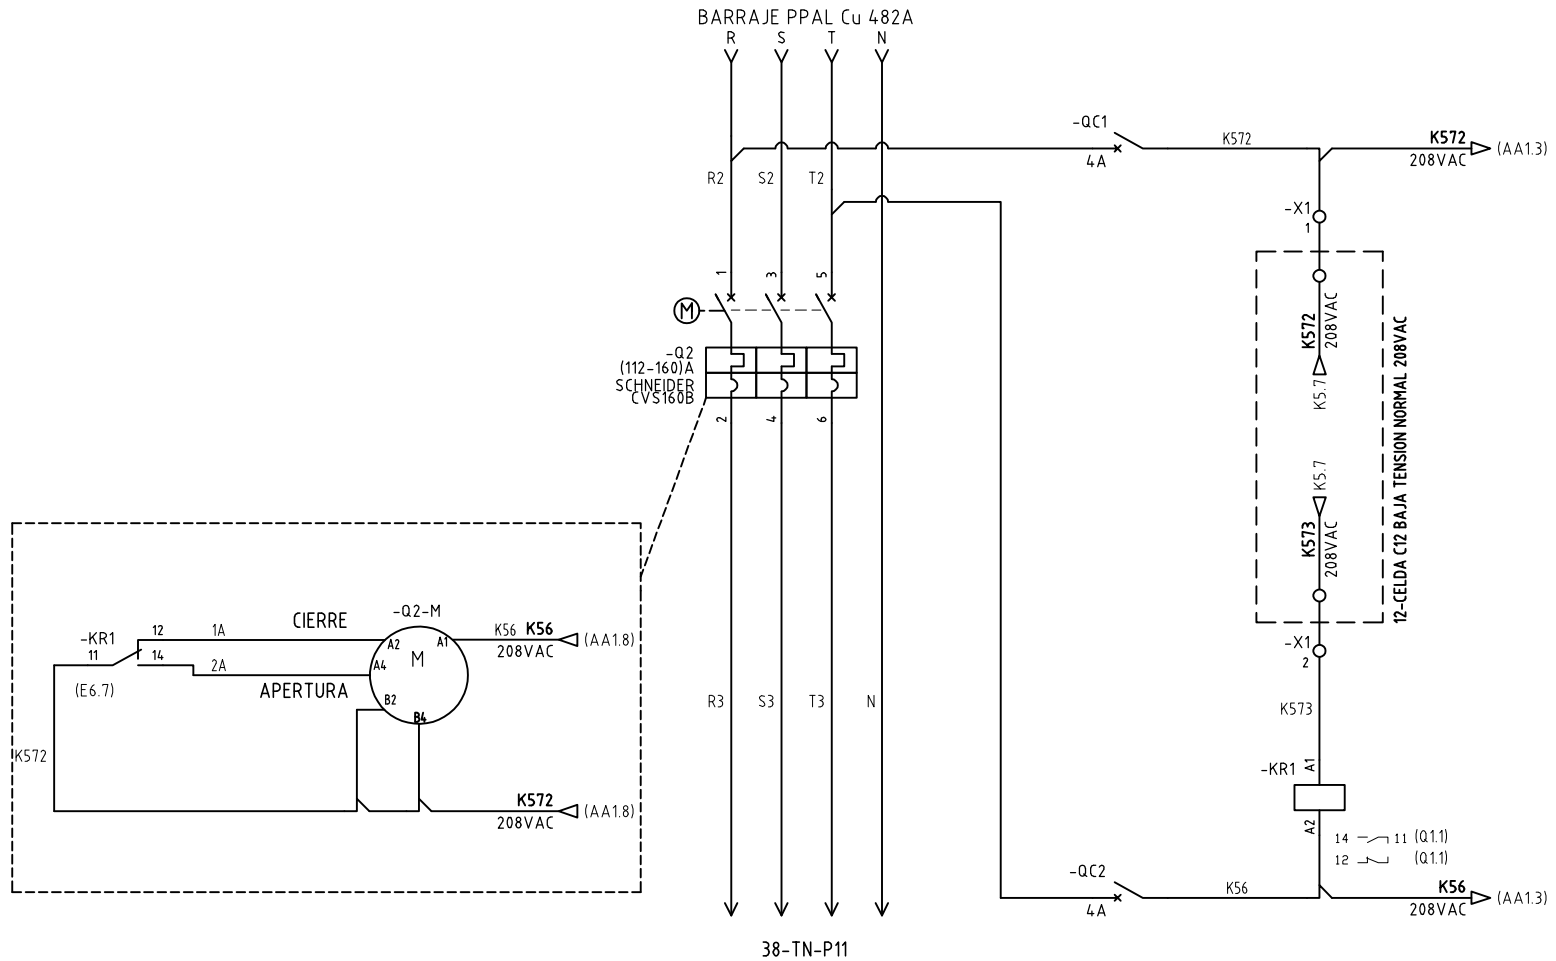 BARRAJE PPAL Cu 482A
R S T N
-QC1
4A
K572
K572
208VAC
(AA1.3)
R2 S2 T2
-X1
1
1 3 5
M
-Q2
(112-160)A
SCHNEIDER
CVS160B
2 4 6
K572
208VAC
K5.7
K5.7
K573
208VAC
12-CELDA C12 BAJA TENSION NORMAL 208VAC
-X1
2
K573
-KR1
A1
A2
14 11 (Q1.1)
12 (Q1.1)
-QC2
4A
K56
K56
208VAC
(AA1.3)
R3 S3 T3 N
38-TN-P11
-Q2-M
CIERRE
-KR1
12
1A
11
14
2A
(E6.7)
APERTURA
A2
A1
M
A4
B2
B4
K56 K56
208VAC
(AA1.8)
K572
K572
208VAC
(AA1.8)